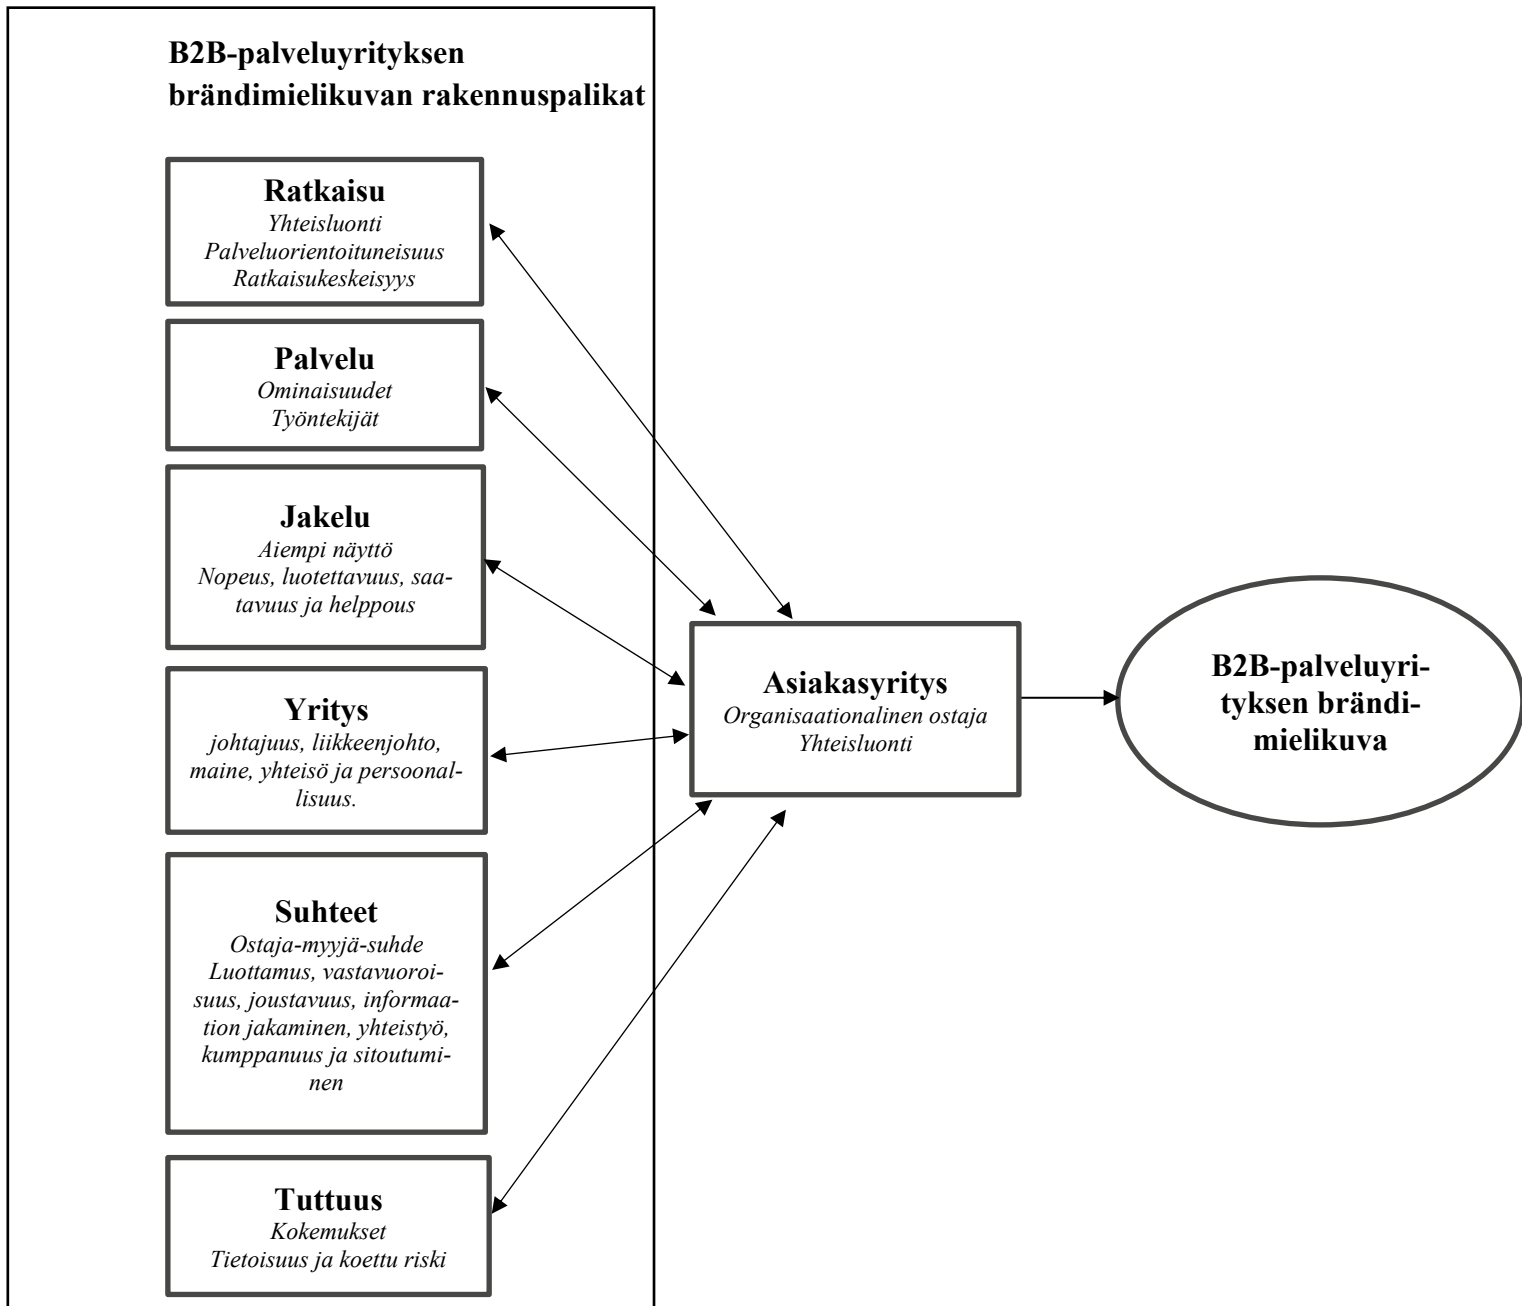 B2B-palveluyrityksen
brändimielikuvan rakennuspalikat
Ratkaisu
Yhteisluonti
Palveluorientoituneisuus
Ratkaisukeskeisyys
Palvelu
Ominaisuudet
Työntekijät
Jakelu
Aiempi näyttö
Nopeus, luotettavuus, saa-
tavuus ja helppous
Yritys
johtajuus, liikkeenjohto,
maine, yhteisö ja persoonal-
lisuus.
Suhteet
Ostaja-myyjä-suhde
Luottamus, vastavuoroi-
suus, joustavuus, informaa-
tion jakaminen, yhteistyö,
kumppanuus ja sitoutumi-
nen
Tuttuus
Kokemukset
Tietoisuus ja koettu riski
Asiakasyritys
Organisaationalinen ostaja
Yhteisluonti
B2B-palveluyri-
tyksen brändi-
mielikuva